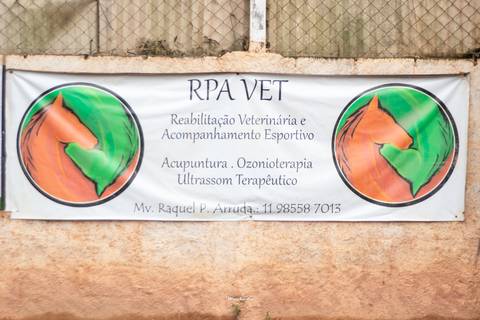 RPA VET
Reabilitação Veterinária e
Acompanhamento Esportivo
Acupuntura . Ozonioterapia
Ultrassom Terapêutico
Mv. Raquel P. Arruda.: 11 98558 7013